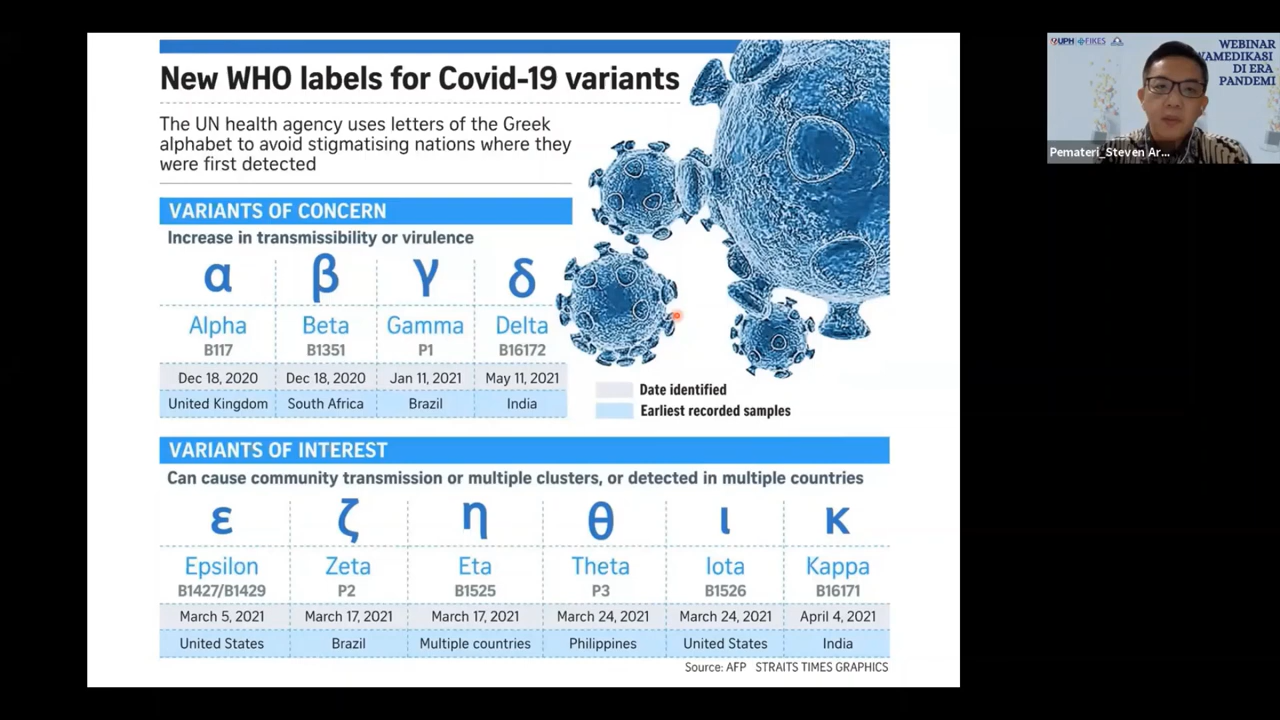 New WHO labels for Covid-19 variants
The UN health agency uses letters of the Greek
alphabet to avoid stigmatising nations where they
were first detected
VARIANTS OF CONCERN
Increase in transmissibility or virulence
α β γ δ
Alpha Beta Gamma Delta
B117 B1351 P1 B16172
Dec 18, 2020 Dec 18, 2020 Jan 11, 2021 May 11, 2021
United Kingdom South Africa Brazil India
Date identified
Earliest recorded samples
VARIANTS OF INTEREST
Can cause community transmission or multiple clusters, or detected in multiple countries
ε ζ η θ ι κ
Epsilon Zeta Eta Theta Iota Kappa
B1427/B1429 P2 B1525 P3 B1526 B16171
March 5, 2021 March 17, 2021 March 17, 2021 March 24, 2021 March 24, 2021 April 4, 2021
United States Brazil Multiple countries Philippines United States India
Source: AFP STRAITS TIMES GRAPHICS
UPH FIKES
WEBINAR
WAMEDIKASI
DI ERA
PANDEMI
Pemateri_Steven Ar...